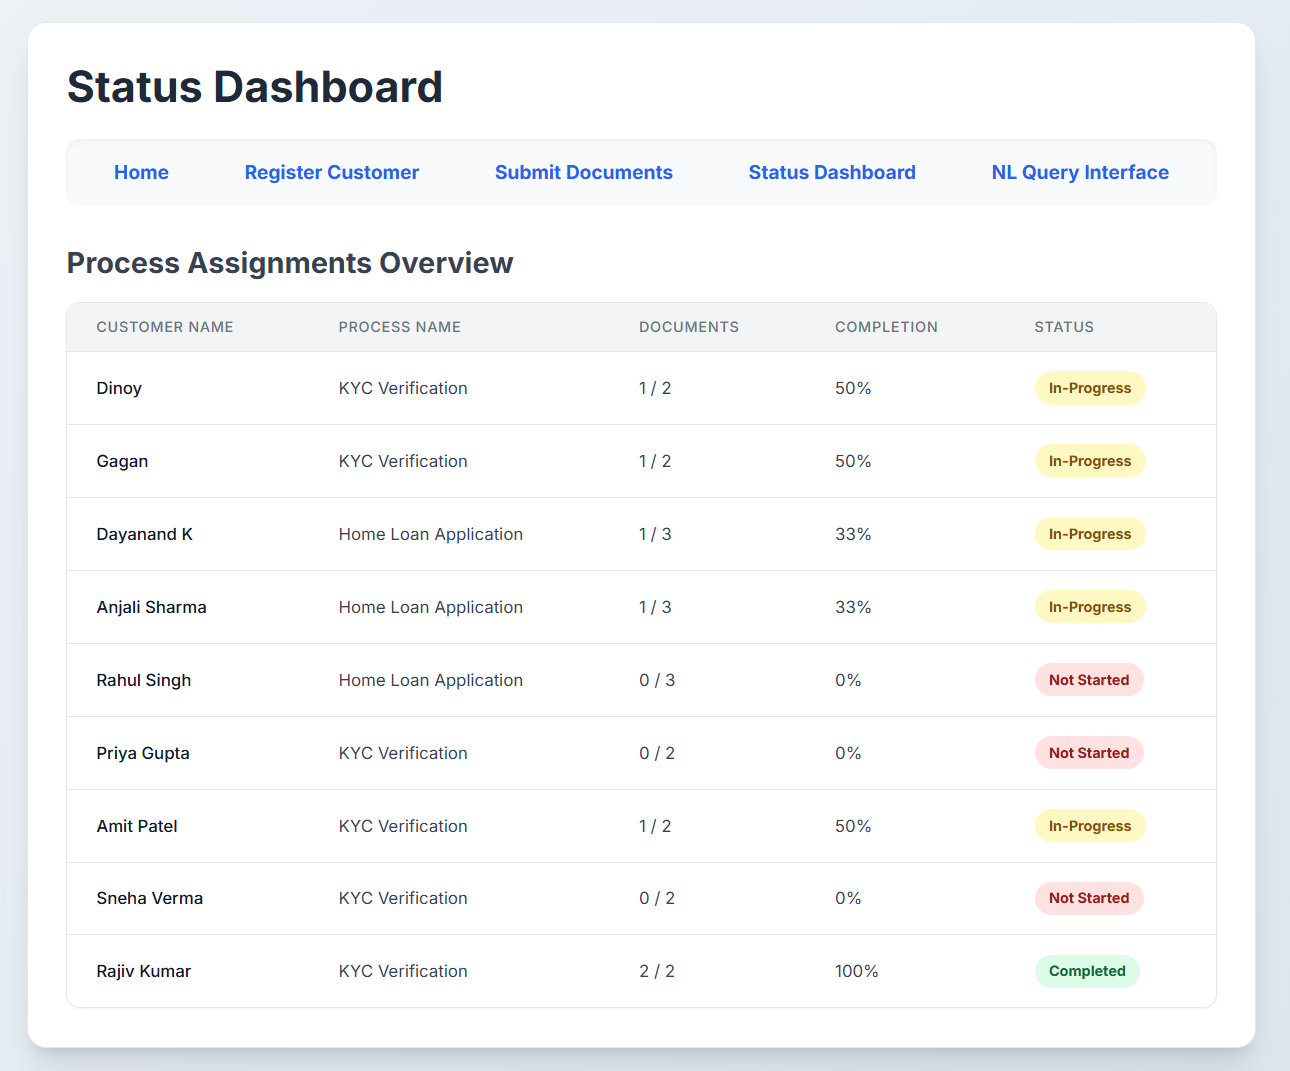 Status Dashboard
Home Register Customer Submit Documents Status Dashboard NL Query Interface
Process Assignments Overview
CUSTOMER NAME PROCESS NAME DOCUMENTS COMPLETION STATUS
Dinoy KYC Verification 1 / 2 50% In-Progress
Gagan KYC Verification 1 / 2 50% In-Progress
Dayanand K Home Loan Application 1 / 3 33% In-Progress
Anjali Sharma Home Loan Application 1 / 3 33% In-Progress
Rahul Singh Home Loan Application 0 / 3 0% Not Started
Priya Gupta KYC Verification 0 / 2 0% Not Started
Amit Patel KYC Verification 1 / 2 50% In-Progress
Sneha Verma KYC Verification 0 / 2 0% Not Started
Rajiv Kumar KYC Verification 2 / 2 100% Completed